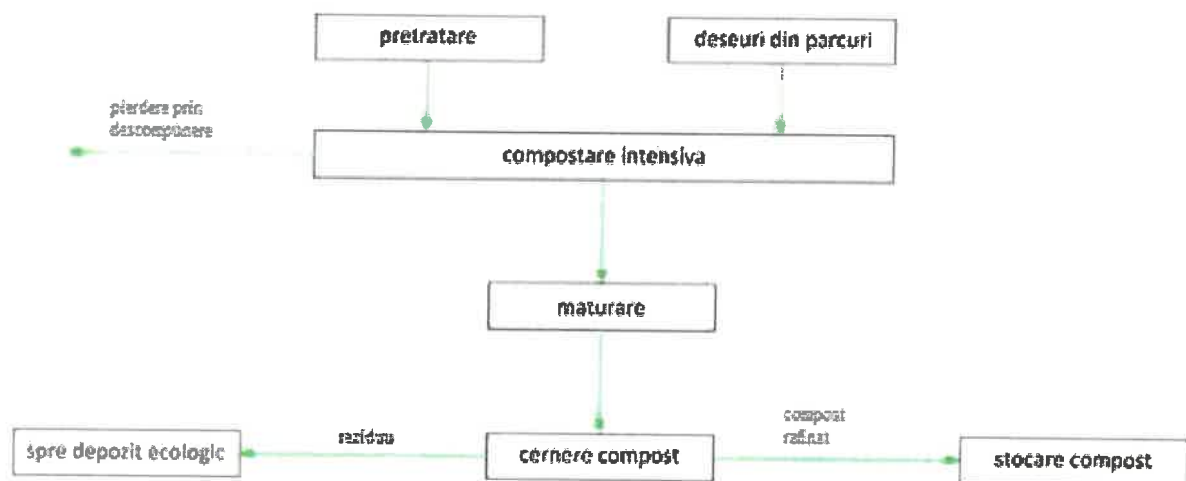 pretratare
deseuri din parcuri
pierdere prin
descompunere
compostare intensiva
maturare
compost
rafinat
reziduu
spre depozit ecologic
cernere compost
stocare compost